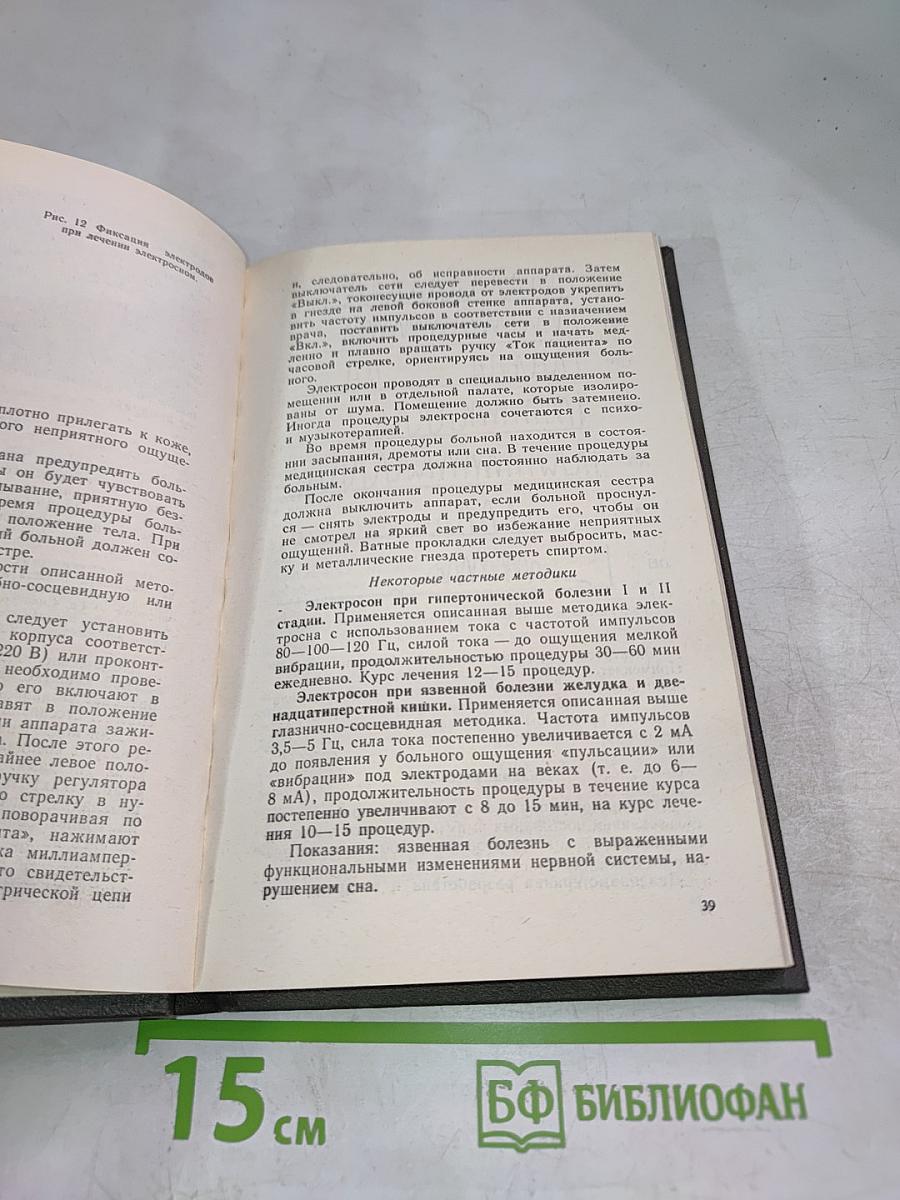 Рис. 12 Фиксация электродов
при лечении электросном.
плотно прилегать к коже,
ого неприятного ощуще-
ана предупредить боль-
ы он будет чувствовать
лывание, приятную без-
ремя процедуры боль-
положение тела. При
ий больной должен со-
стре.
ости описанной мето-
бно-сосцевидную или
следует установить
корпуса соответст-
220 В) или проконт-
необходимо прове-
о его включают в
авят в положение
и аппарата зажи-
а. После этого ре-
айнее левое поло-
ручку регулятора
ю стрелку в ну-
поворачивая по
нта», нажимают
ка миллиампер-
то свидетельст-
трической цепи
и, следовательно, об исправности аппарата. Затем
выключатель сети следует перевести в положение
«Выкл.», токонесущие провода от электродов укрепить
в гнезде на левой боковой стенке аппарата, устано-
вить частоту импульсов в соответствии с назначением
врача, поставить выключатель сети в положение
«Вкл.», включить процедурные часы и начать мед-
ленно и плавно вращать ручку «Ток пациента» по
часовой стрелке, ориентируясь на ощущения боль-
ного.
Электросон проводят в специально выделенном по-
мещении или в отдельной палате, которые изолиро-
ваны от шума. Помещение должно быть затемнено.
Иногда процедуры электросна сочетаются с психо-
и музыкотерапией.
Во время процедуры больной находится в состоя-
нии засыпания, дремоты или сна. В течение процедуры
медицинская сестра должна постоянно наблюдать за
больным.
После окончания процедуры медицинская сестра
должна выключить аппарат, если больной проснул-
ся — снять электроды и предупредить его, чтобы он
не смотрел на яркий свет во избежание неприятных
ощущений. Ватные прокладки следует выбросить, мас-
ку и металлические гнезда протереть спиртом.
Некоторые частные методики
Электросон при гипертонической болезни I и II
стадии. Применяется описанная выше методика элек-
тросна с использованием тока с частотой импульсов
80—100—120 Гц, силой тока — до ощущения мелкой
вибрации, продолжительностью процедуры 30—60 мин
ежедневно. Курс лечения 12—15 процедур.
Электросон при язвенной болезни желудка и две-
надцатиперстной кишки. Применяется описанная выше
глазнично-сосцевидная методика. Частота импульсов
3,5—5 Гц, сила тока постепенно увеличивается с 2 мА
до появления у больного ощущения «пульсации» или
«вибрации» под электродами на веках (т. е. до 6—
8 мА), продолжительность процедуры в течение курса
постепенно увеличивают с 8 до 15 мин, на курс лече-
ния 10—15 процедур.
Показания: язвенная болезнь с выраженными
функциональными изменениями нервной системы, на-
рушением сна.
39
15 см
БФ БИБЛИОФАН